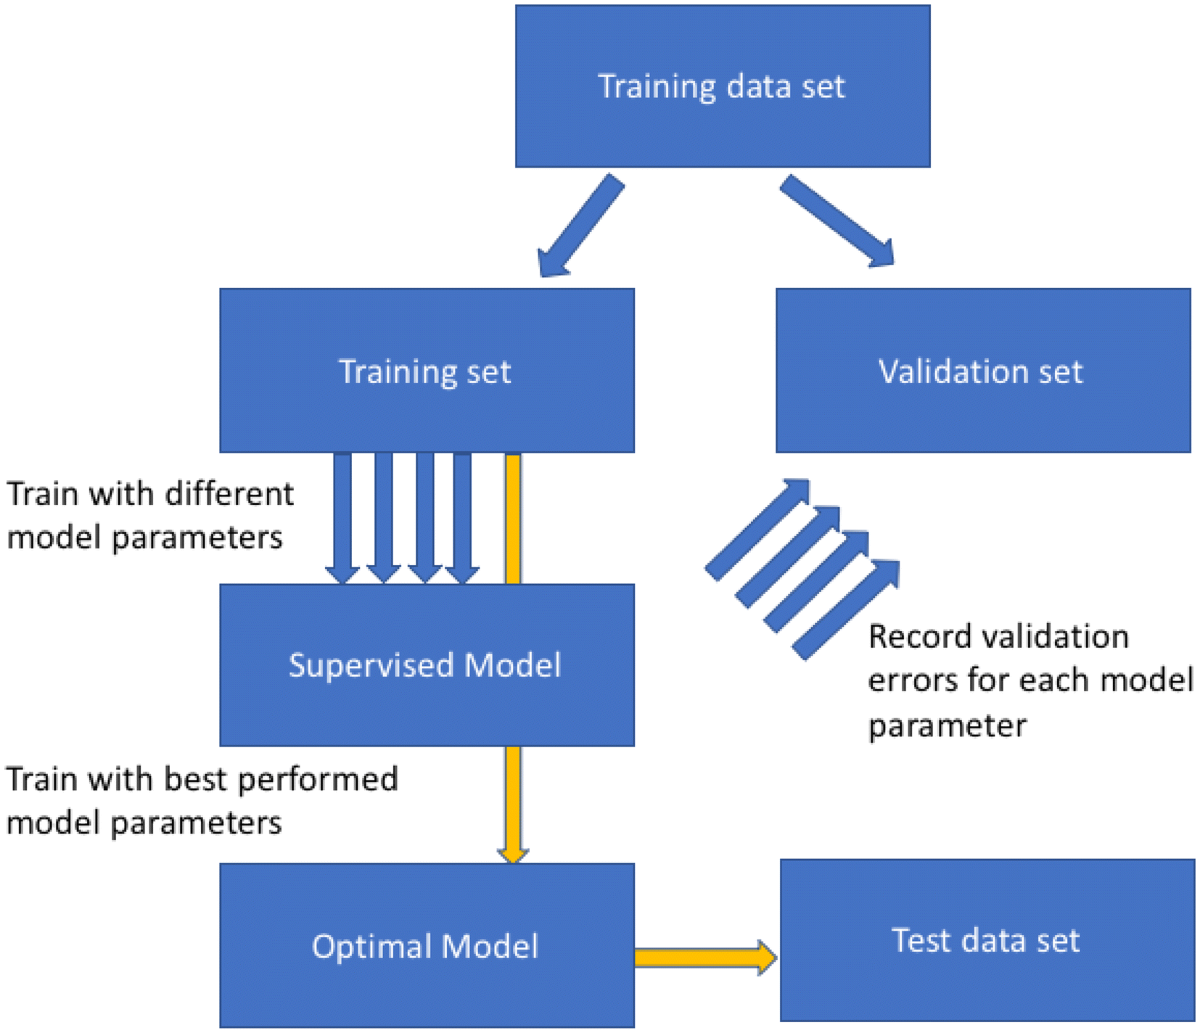 Training data set
Training set
Validation set
Train with different
model parameters
Supervised Model
Record validation
errors for each model
parameter
Train with best performed
model parameters
Optimal Model
Test data set